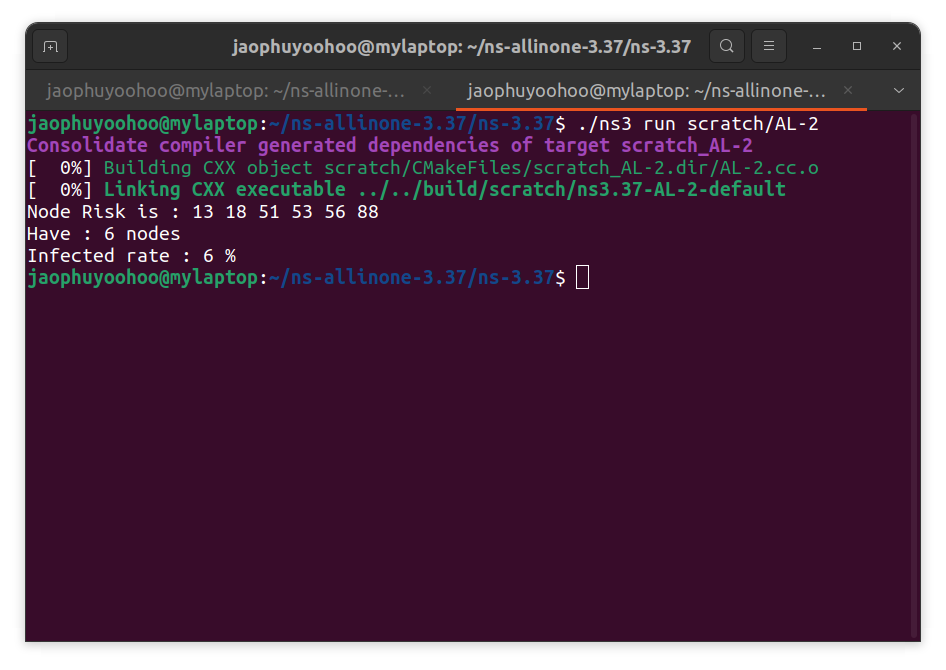 jaophuyoohoo@mylaptop: ~/ns-allinone-3.37/ns-3.37
jaophuyoohoo@mylaptop: ~/ns-allinone-... jaophuyoohoo@mylaptop: ~/ns-allinone-...
jaophuyoohoo@mylaptop:~/ns-allinone-3.37/ns-3.37$ ./ns3 run scratch/AL-2
Consolidate compiler generated dependencies of target scratch_AL-2
[  0%] Building CXX object scratch/CMakeFiles/scratch_AL-2.dir/AL-2.cc.o
[  0%] Linking CXX executable ../../build/scratch/ns3.37-AL-2-default
Node Risk is : 13 18 51 53 56 88
Have : 6 nodes
Infected rate : 6 %
jaophuyoohoo@mylaptop:~/ns-allinone-3.37/ns-3.37$